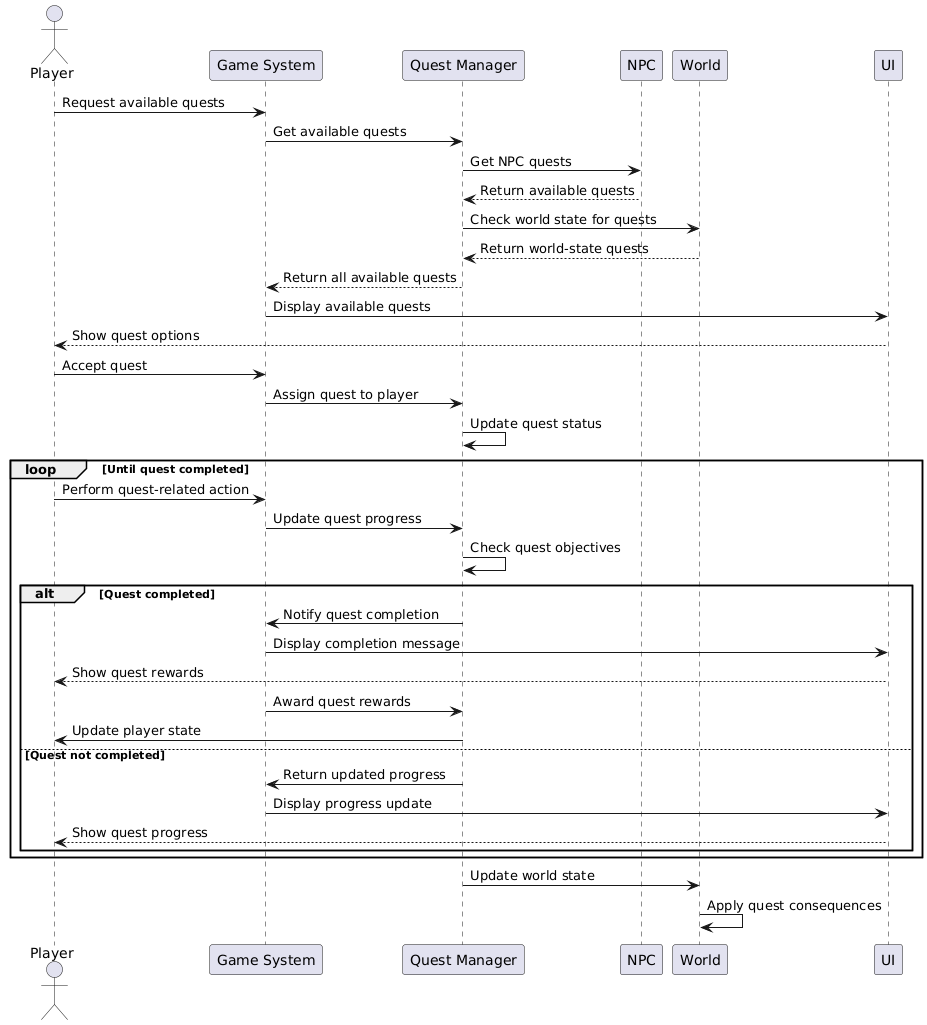 Player
Game System
Quest Manager
NPC
World
UI
Request available quests
Get available quests
Get NPC quests
Return available quests
Check world state for quests
Return world-state quests
Return all available quests
Display available quests
Show quest options
Accept quest
Assign quest to player
Update quest status
loop [Until quest completed]
Perform quest-related action
Update quest progress
Check quest objectives
alt [Quest completed]
Notify quest completion
Display completion message
Show quest rewards
Award quest rewards
Update player state
[Quest not completed]
Return updated progress
Display progress update
Show quest progress
Update world state
Apply quest consequences
Player
Game System
Quest Manager
NPC
World
UI